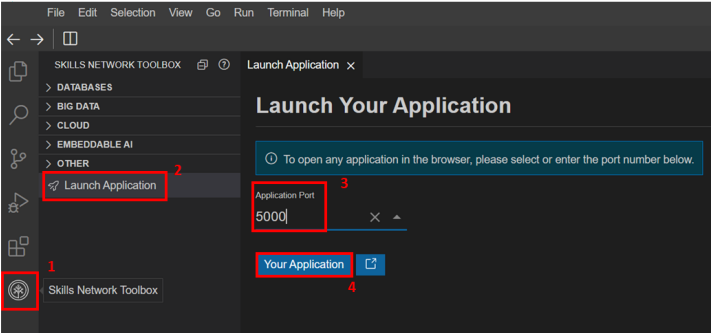 File Edit Selection View Go Run Terminal Help
SKILLS NETWORK TOOLBOX
Launch Application
DATABASES
BIG DATA
CLOUD
EMBEDDABLE AI
OTHER
2
Launch Application
1
Skills Network Toolbox
Launch Your Application
To open any application in the browser, please select or enter the port number below.
Application Port
3
5000
Your Application
4